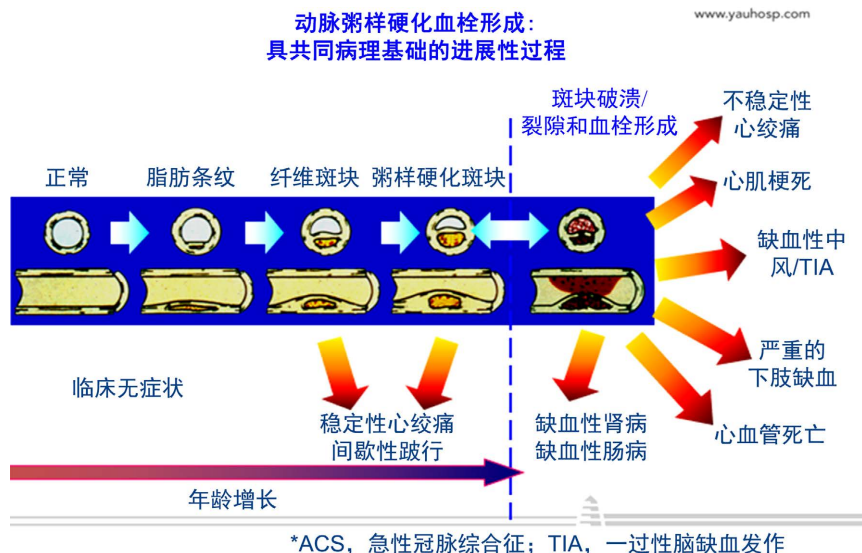 www.yauhosp.com
动脉粥样硬化血栓形成：
具共同病理基础的进展性过程
斑块破溃/
裂隙和血栓形成
不稳定性
心绞痛
正常
脂肪条纹
纤维斑块
粥样硬化斑块
心肌梗死
缺血性中
风/TIA
严重的
下肢缺血
临床无症状
稳定性心绞痛
间歇性跛行
缺血性肾病
缺血性肠病
心血管死亡
年龄增长
*ACS，急性冠脉综合征；TIA，一过性脑缺血发作